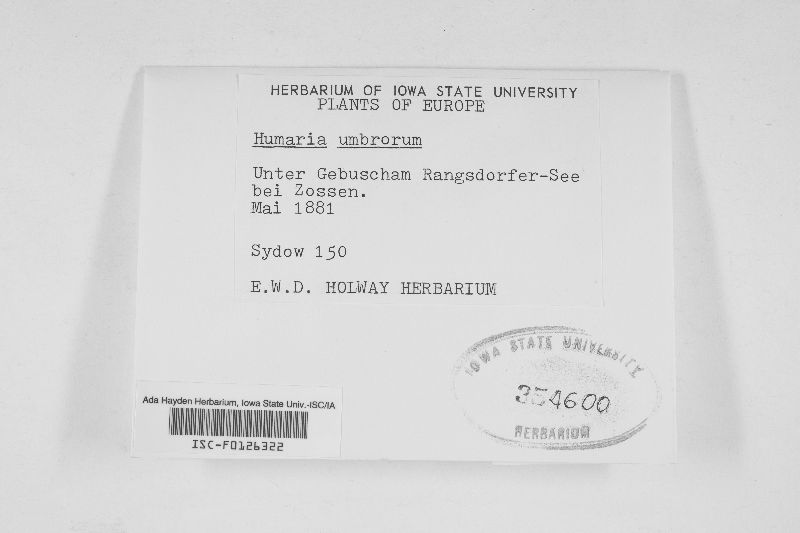 HERBARIUM OF IOWA STATE UNIVERSITY
PLANTS OF EUROPE
Humaria umbrorum
Unter Gebuscham Rangsdorfer-See
bei Zossen.
Mai 1881
Sydow 150
E.W.D. HOLWAY HERBARIUM
IOWA STATE UNIVERSITY
354600
HERBARIUM
Ada Hayden Herbarium, Iowa State Univ.-ISC/IA
ISC-F0126322